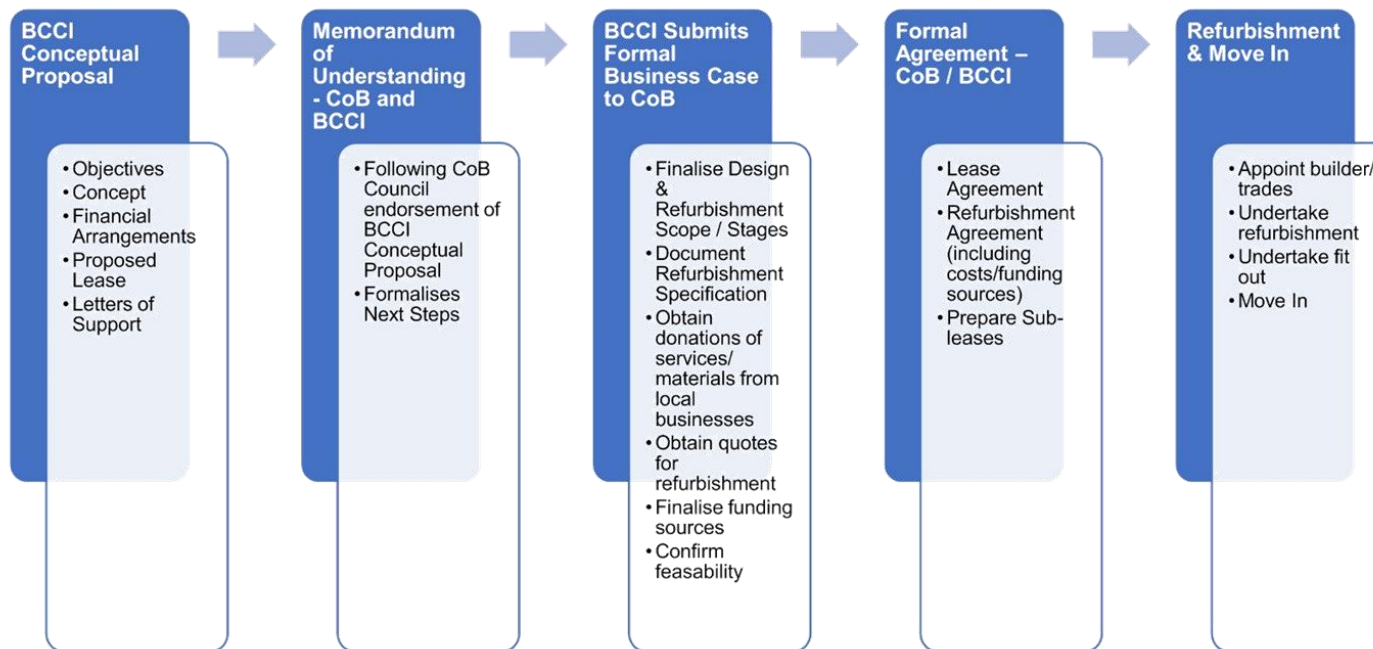 BCCI
Conceptual
Proposal
• Objectives
• Concept
• Financial
Arrangements
• Proposed
Lease
• Letters of
Support
Memorandum
of
Understanding
- CoB and
BCCI
• Following CoB
Council
endorsement of
BCCI
Conceptual
Proposal
• Formalises
Next Steps
BCCI Submits
Formal
Business Case
to CoB
• Finalise Design
&
Refurbishment
Scope / Stages
• Document
Refurbishment
Specification
• Obtain
donations of
services/
materials from
local
businesses
• Obtain quotes
for
refurbishment
• Finalise funding
sources
• Confirm
feasability
Formal
Agreement –
CoB / BCCI
• Lease
Agreement
• Refurbishment
Agreement
(including
costs/funding
sources)
• Prepare Sub-
leases
Refurbishment
& Move In
• Appoint builder/
trades
• Undertake
refurbishment
• Undertake fit
out
• Move In